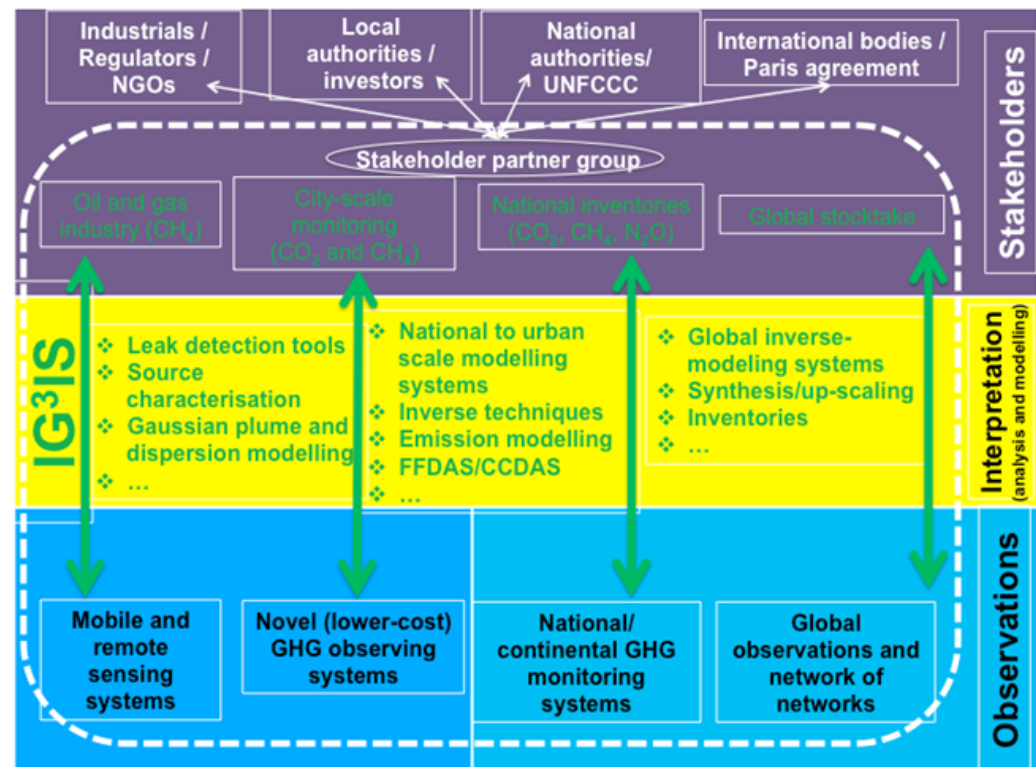 Industrials /
Regulators /
NGOs
Local
authorities /
investors
National
authorities/
UNFCCC
International bodies /
Paris agreement
Stakeholders
Stakeholder partner group
Oil and gas
industry (CH₄)
City-scale
monitoring
(CO₂ and CH₄)
National inventories
(CO₂, CH₄, N₂O)
Global stocktake
IG³IS
❖ Leak detection tools
❖ Source
characterisation
❖ Gaussian plume and
dispersion modelling
❖ ...
❖ National to urban
scale modelling
systems
❖ Inverse techniques
❖ Emission modelling
❖ FFDAS/CCDAS
❖ ...
❖ Global inverse-
modeling systems
❖ Synthesis/up-scaling
❖ Inventories
❖ ...
Interpretation
(analysis and modelling)
Mobile and
remote
sensing
systems
Novel (lower-cost)
GHG observing
systems
National/
continental GHG
monitoring
systems
Global
observations and
network of
networks
Observations